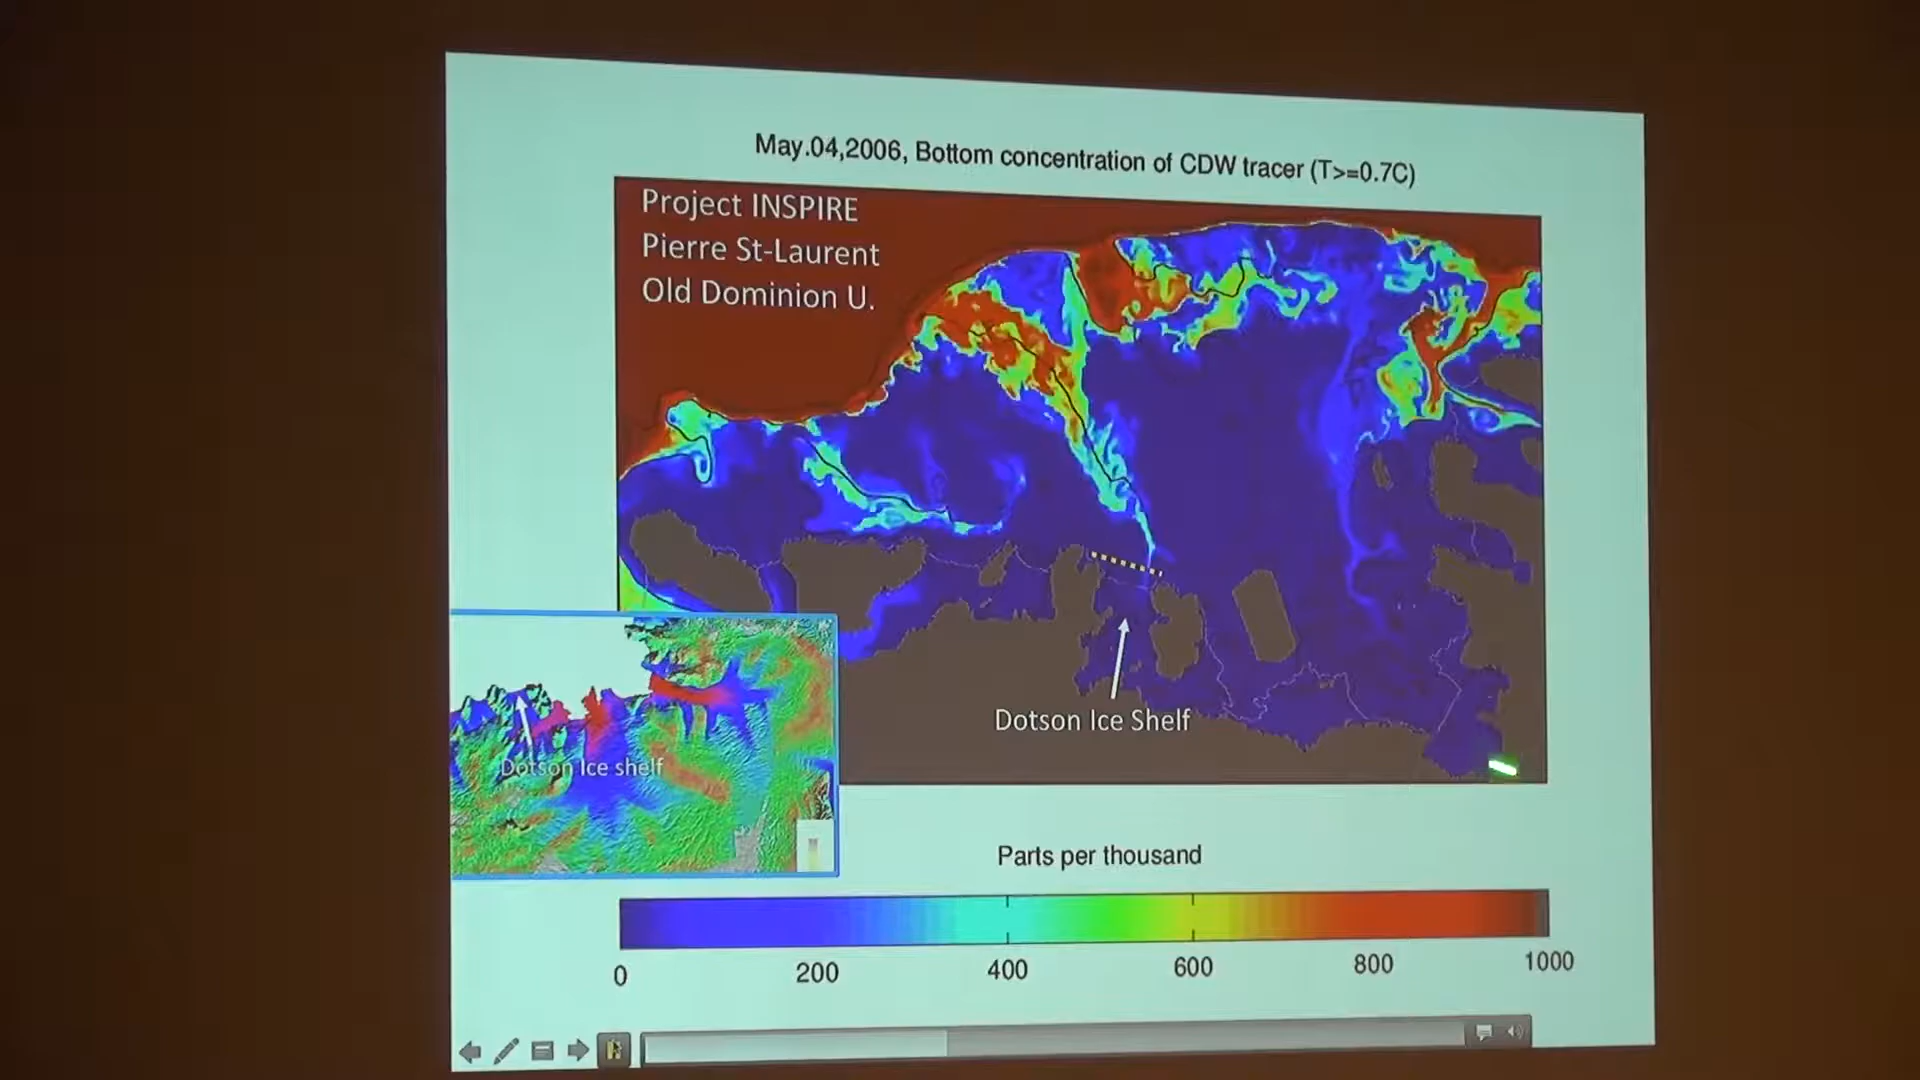 May.04,2006, Bottom concentration of CDW tracer (T>=0.7C)
Project INSPIRE
Pierre St-Laurent
Old Dominion U.
Dotson Ice Shelf
Dotson Ice shelf
Parts per thousand
0 200 400 600 800 1000